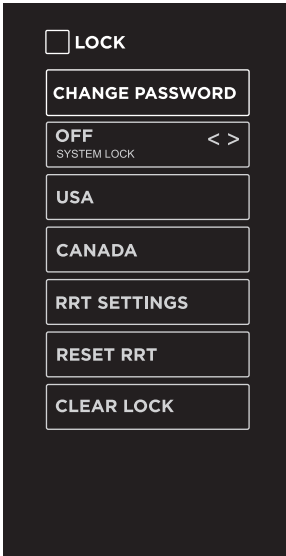 LOCK
CHANGE PASSWORD
OFF < >
SYSTEM LOCK
USA
CANADA
RRT SETTINGS
RESET RRT
CLEAR LOCK